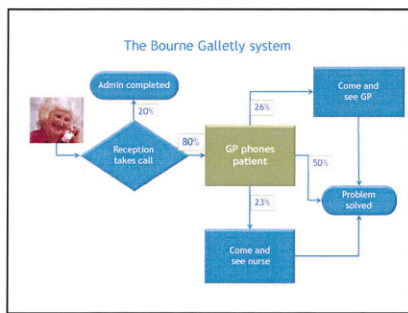 The Bourne Galletly system
Admin completed
20%
Reception
takes call
80%
GP phones
patient
26%
Come and
see GP
50%
Problem
solved
23%
Come and
see nurse